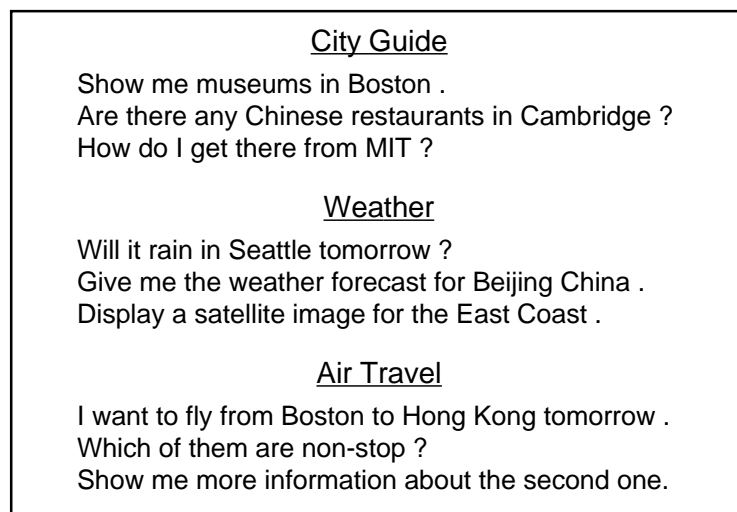 City Guide
Show me museums in Boston .
Are there any Chinese restaurants in Cambridge ?
How do I get there from MIT ?
Weather
Will it rain in Seattle tomorrow ?
Give me the weather forecast for Beijing China .
Display a satellite image for the East Coast .
Air Travel
I want to fly from Boston to Hong Kong tomorrow .
Which of them are non-stop ?
Show me more information about the second one.